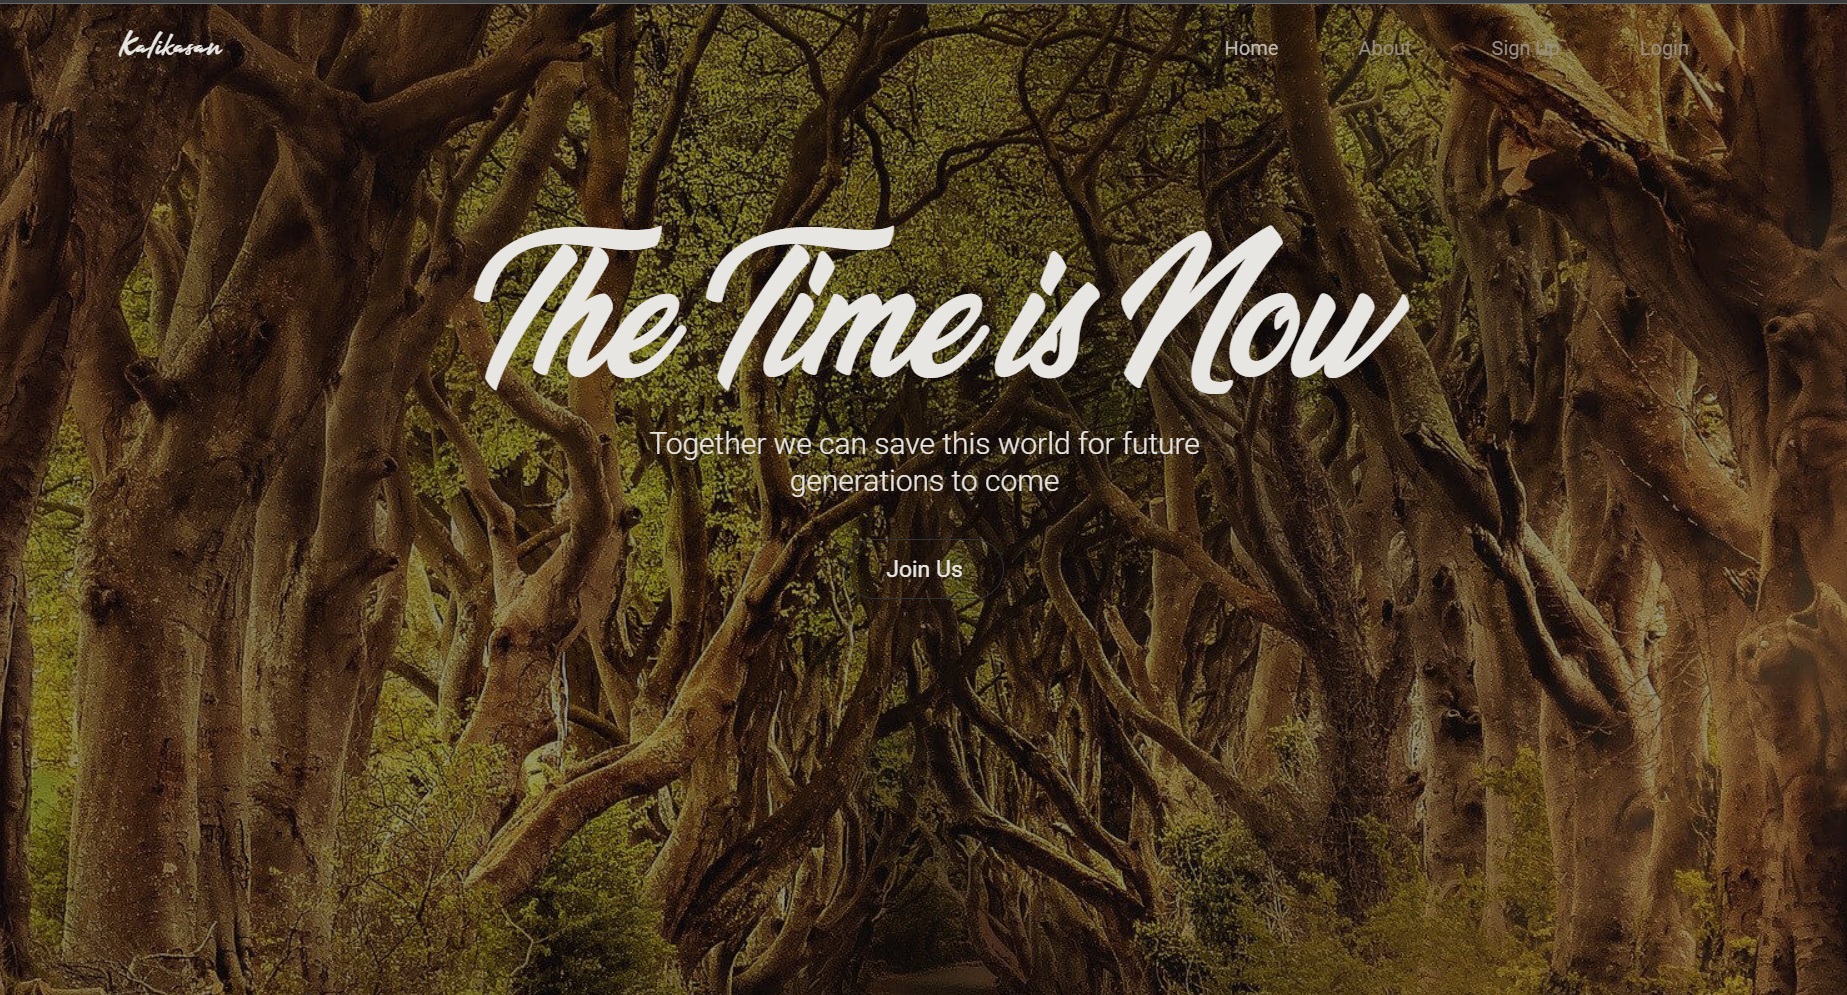 Kalikasan
Home About Sign Up Login
The Time is Now
Together we can save this world for future
generations to come
Join Us